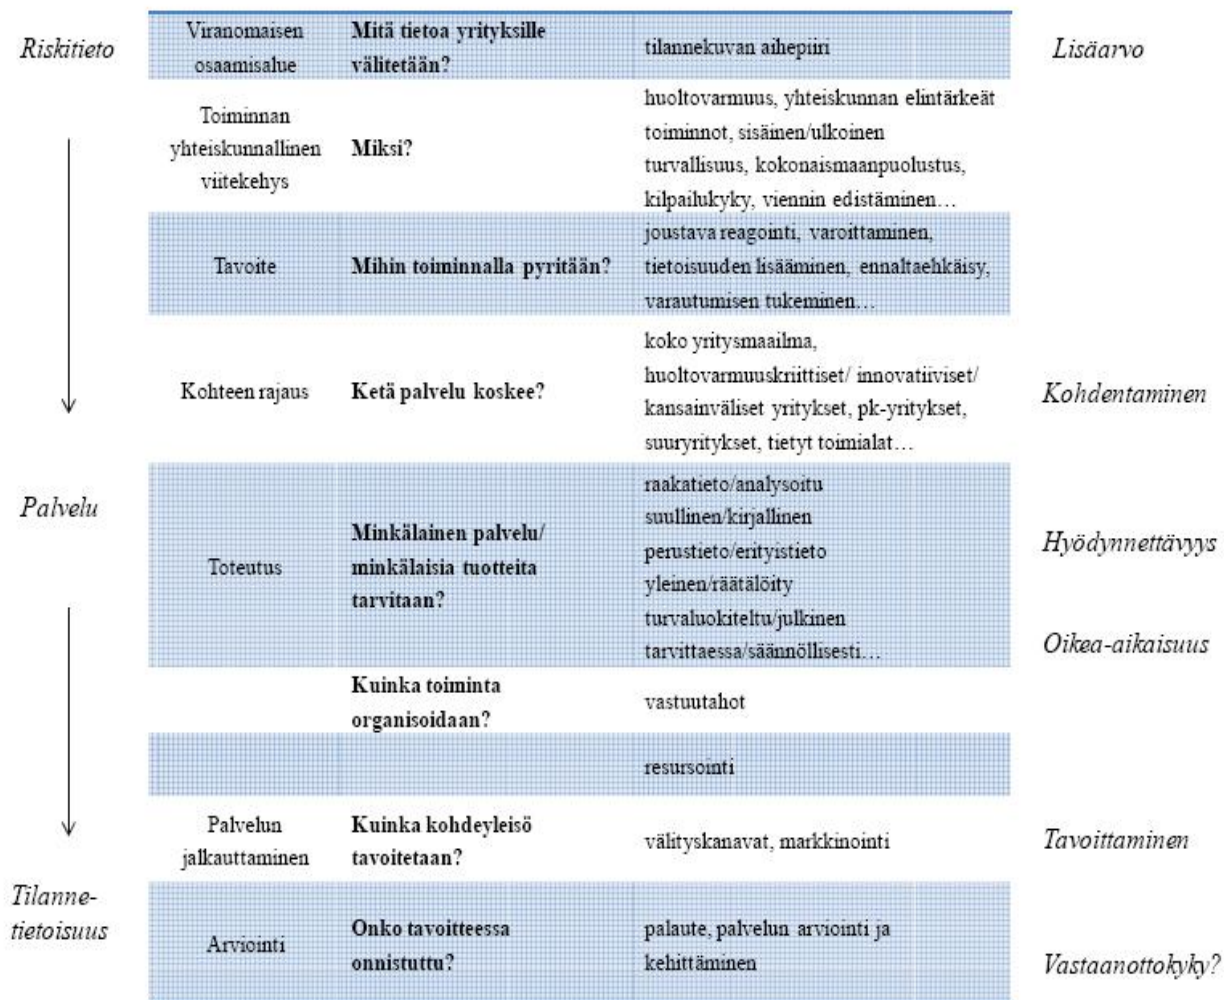 Riskitieto
Viranomaisen
osaamisalue
Mitä tietoa yrityksille
välitetään?
tilannekuvan aihepiiri
Lisäarvo
Toiminnan
yhteiskunnallinen
viitekehys
Miksi?
huoltovarmuus, yhteiskunnan elintärkeät
toiminnot, sisäinen/ulkoinen
turvallisuus, kokonaismaanpuolustus,
kilpailukyky, viennin edistäminen…
Tavoite
Mihin toiminnalla pyritään?
joustava reagointi, varoittaminen,
tietoisuuden lisääminen, ennaltaehkäisy,
varautumisen tukeminen…
Kohteen rajaus
Ketä palvelu koskee?
koko yritysmaailma,
huoltovarmuuskriittiset/ innovatiiviset/
kansainväliset yritykset, pk-yritykset,
suuryritykset, tietyt toimialat…
Kohdentaminen
Palvelu
Toteutus
Minkälainen palvelu/
minkälaisia tuotteita
tarvitaan?
raakatieto/analysoitu
suullinen/kirjallinen
perustieto/erityistieto
yleinen/räätälöity
turvaluokiteltu/julkinen
tarvittaessa/säännöllisesti…
Hyödynnettävyys
Oikea-aikaisuus
Kuinka toiminta
organisoidaan?
vastuutahot
resursointi
Palvelun
jalkauttaminen
Kuinka kohdeyleisö
tavoitetaan?
välityskanavat, markkinointi
Tavoittaminen
Tilanne-
tietoisuus
Arviointi
Onko tavoitteessa
onnistuttu?
palaute, palvelun arviointi ja
kehittäminen
Vastaanottokyky?